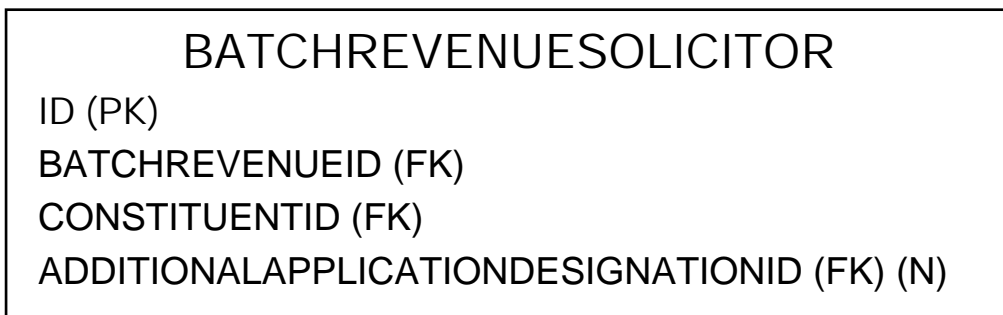 BATCHREVENUESOLICITOR
ID (PK)
BATCHREVENUEID (FK)
CONSTITUENTID (FK)
ADDITIONALAPPLICATIONDESIGNATIONID (FK) (N)